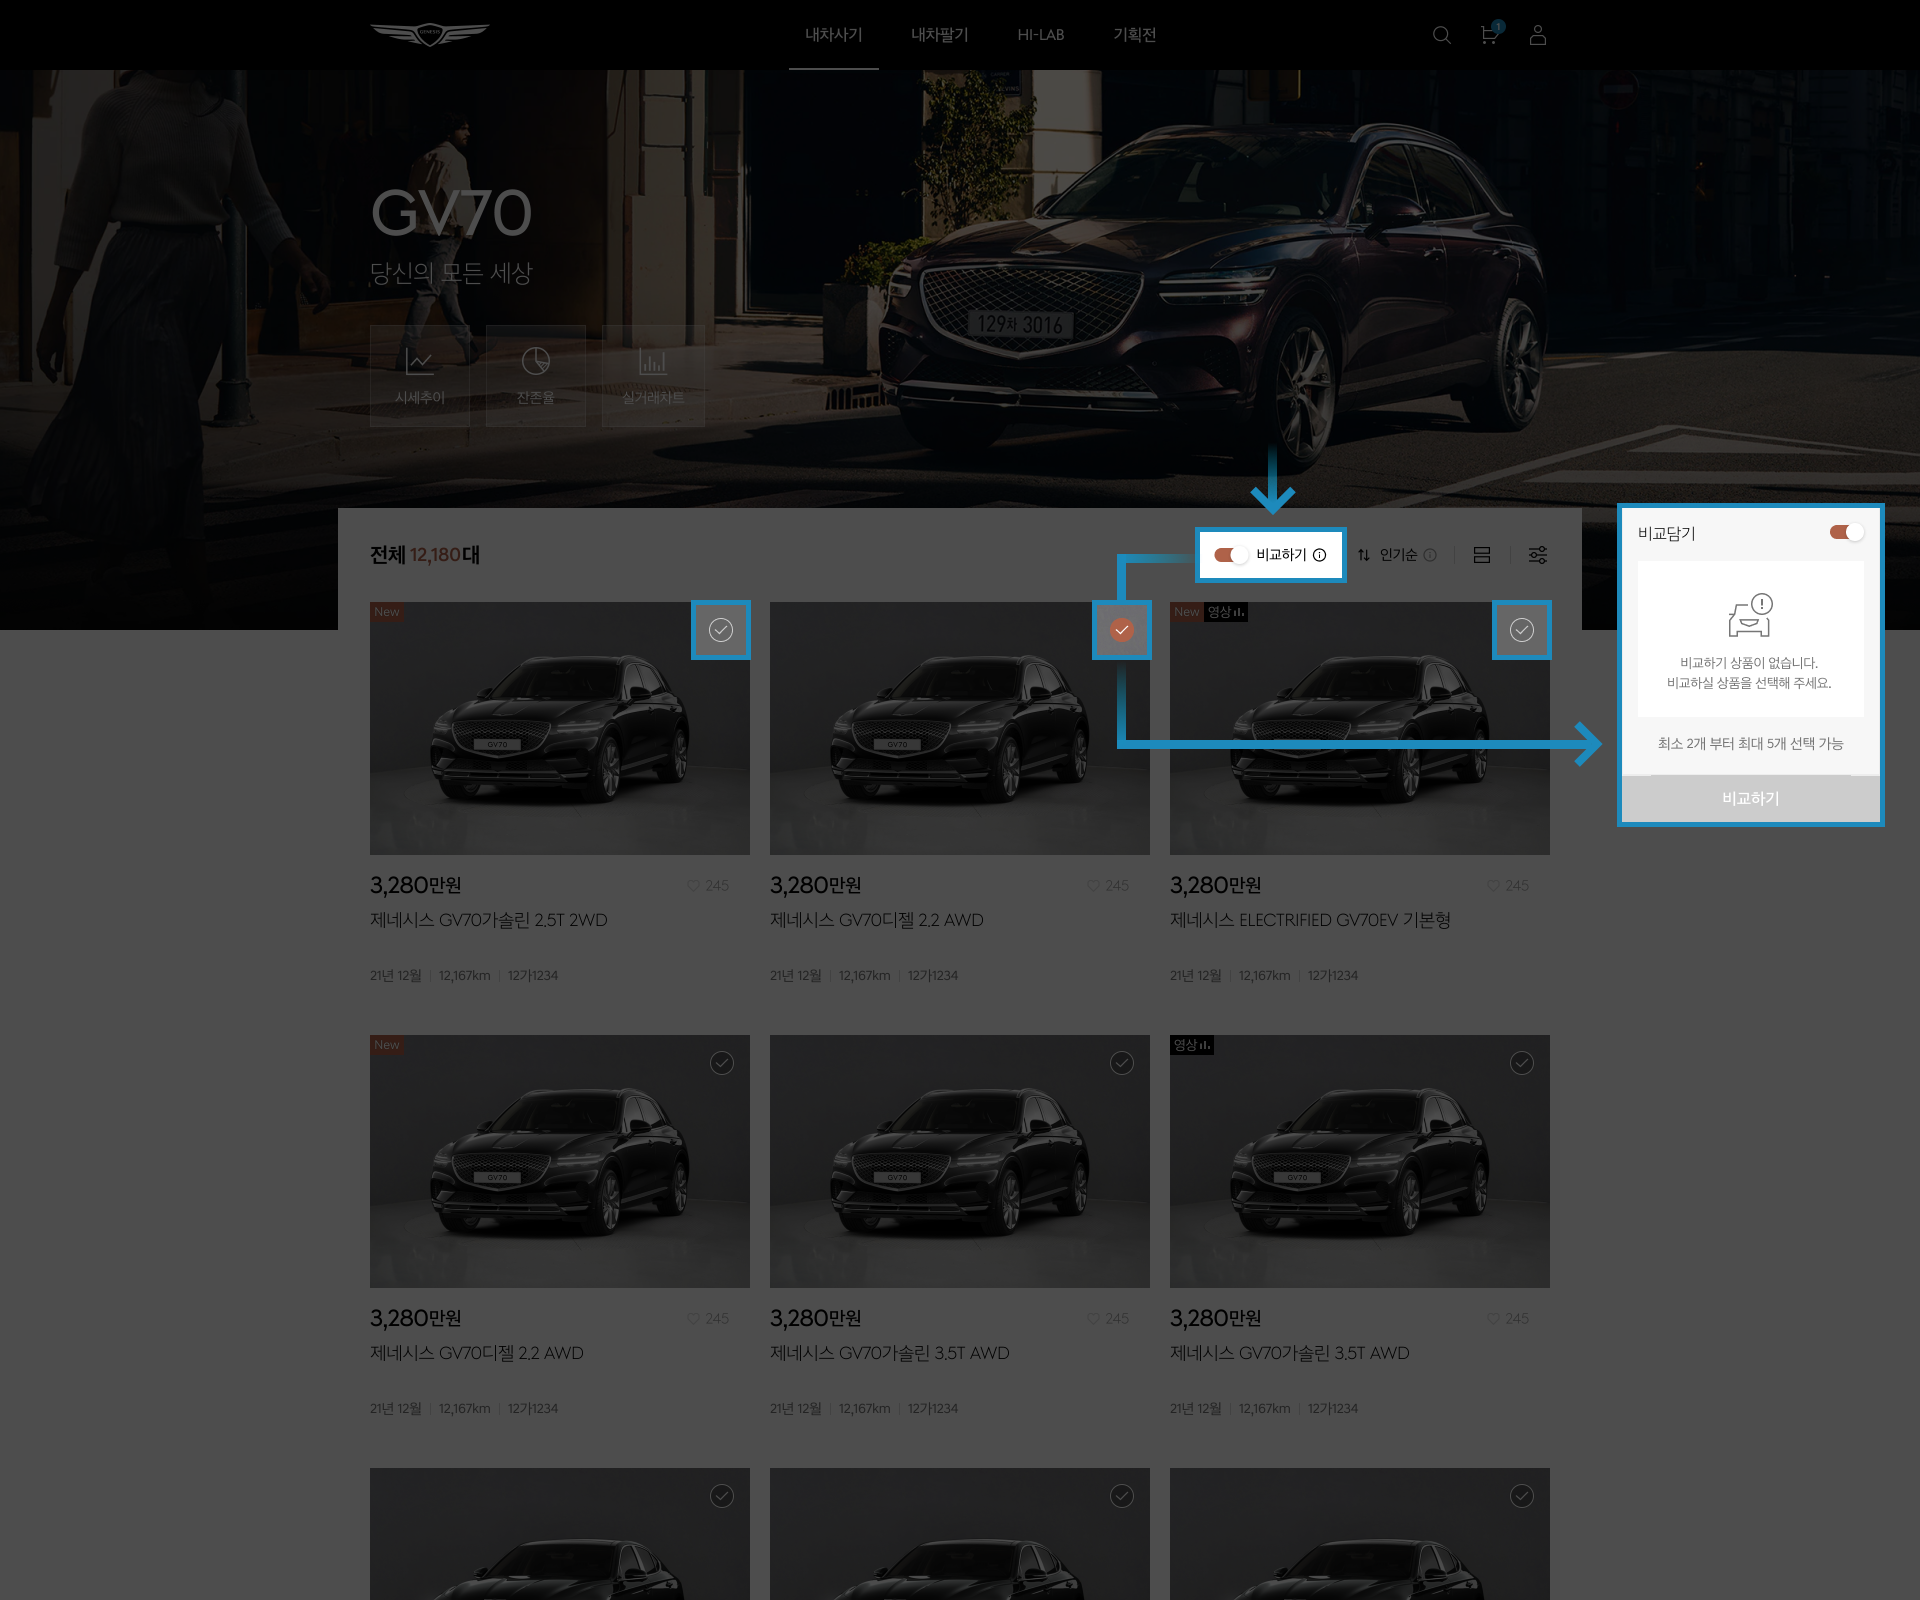 GENESIS
내차사기
내차팔기
HI-LAB
기획전
1
GV70
당신의 모든 세상
129차 3016
시세추이
잔존율
실거래차트
전체 12,180대
비교하기
인기순
비교담기
비교하기 상품이 없습니다.
비교하실 상품을 선택해 주세요.
최소 2개 부터 최대 5개 선택 가능
비교하기
New
GV70
3,280만원
245
제네시스 GV70가솔린 2.5T 2WD
21년 12월 | 12,167km | 12가1234
GV70
3,280만원
245
제네시스 GV70디젤 2.2 AWD
21년 12월 | 12,167km | 12가1234
New 영상
GV70
3,280만원
245
제네시스 ELECTRIFIED GV70EV 기본형
21년 12월 | 12,167km | 12가1234
New
GV70
3,280만원
245
제네시스 GV70디젤 2.2 AWD
21년 12월 | 12,167km | 12가1234
GV70
3,280만원
245
제네시스 GV70가솔린 3.5T AWD
21년 12월 | 12,167km | 12가1234
영상
GV70
3,280만원
245
제네시스 GV70가솔린 3.5T AWD
21년 12월 | 12,167km | 12가1234